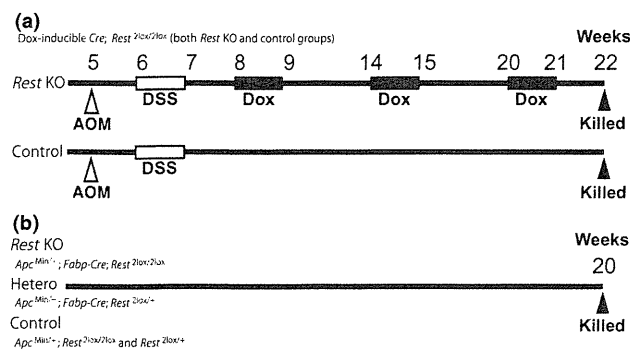 (a)
Dox-inducible Cre; Rest 2lox/2lox (both Rest KO and control groups)
Weeks
5 6 7 8 9 14 15 20 21 22
Rest KO
DSS Dox Dox Dox
AOM Killed
Control
DSS
AOM Killed
(b)
Rest KO
Weeks
Apc Min/+; Fabp-Cre; Rest 2lox/2lox
20
Hetero
Apc Min/+; Fabp-Cre; Rest 2lox/+
Killed
Control
Apc Min/+; Rest 2lox/2lox and Rest 2lox/+